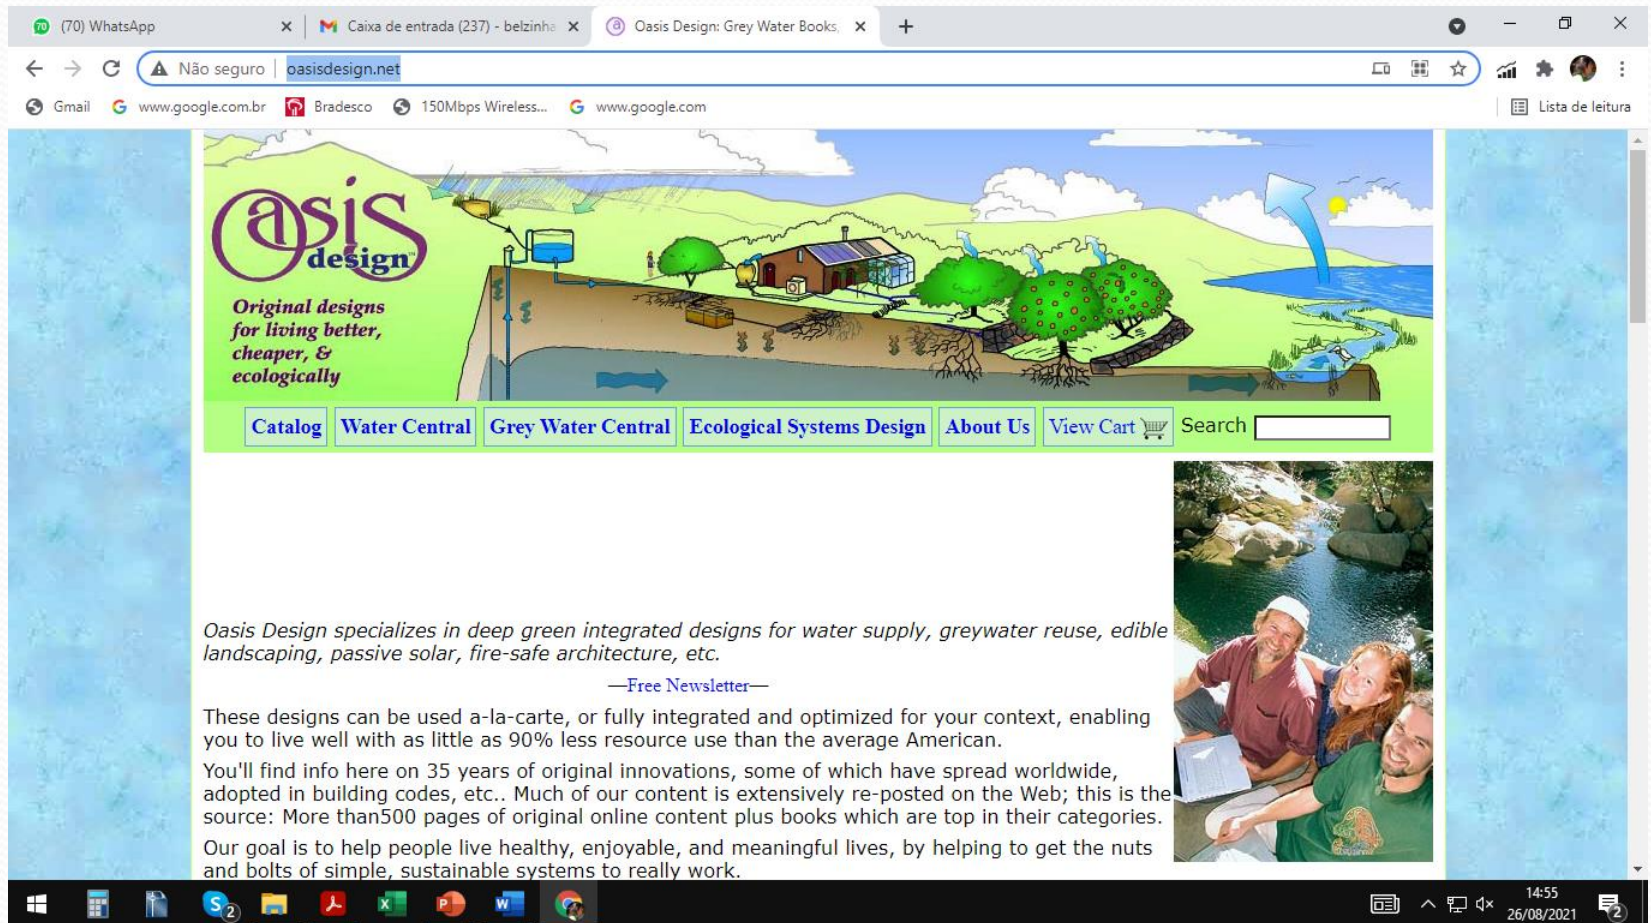 (70) WhatsApp
Caixa de entrada (237) - belzinha
Oasis Design: Grey Water Books,
Não seguro
oasisdesign.net
Gmail
www.google.com.br
Bradesco
150Mbps Wireless...
www.google.com
Lista de leitura
oasis
design
Original designs
for living better,
cheaper, &
ecologically
Catalog
Water Central
Grey Water Central
Ecological Systems Design
About Us
View Cart
Search
Oasis Design specializes in deep green integrated designs for water supply, greywater reuse, edible
landscaping, passive solar, fire-safe architecture, etc.
—Free Newsletter—
These designs can be used a-la-carte, or fully integrated and optimized for your context, enabling
you to live well with as little as 90% less resource use than the average American.
You'll find info here on 35 years of original innovations, some of which have spread worldwide,
adopted in building codes, etc.. Much of our content is extensively re-posted on the Web; this is the
source: More than500 pages of original online content plus books which are top in their categories.
Our goal is to help people live healthy, enjoyable, and meaningful lives, by helping to get the nuts
and bolts of simple, sustainable systems to really work.
14:55
26/08/2021